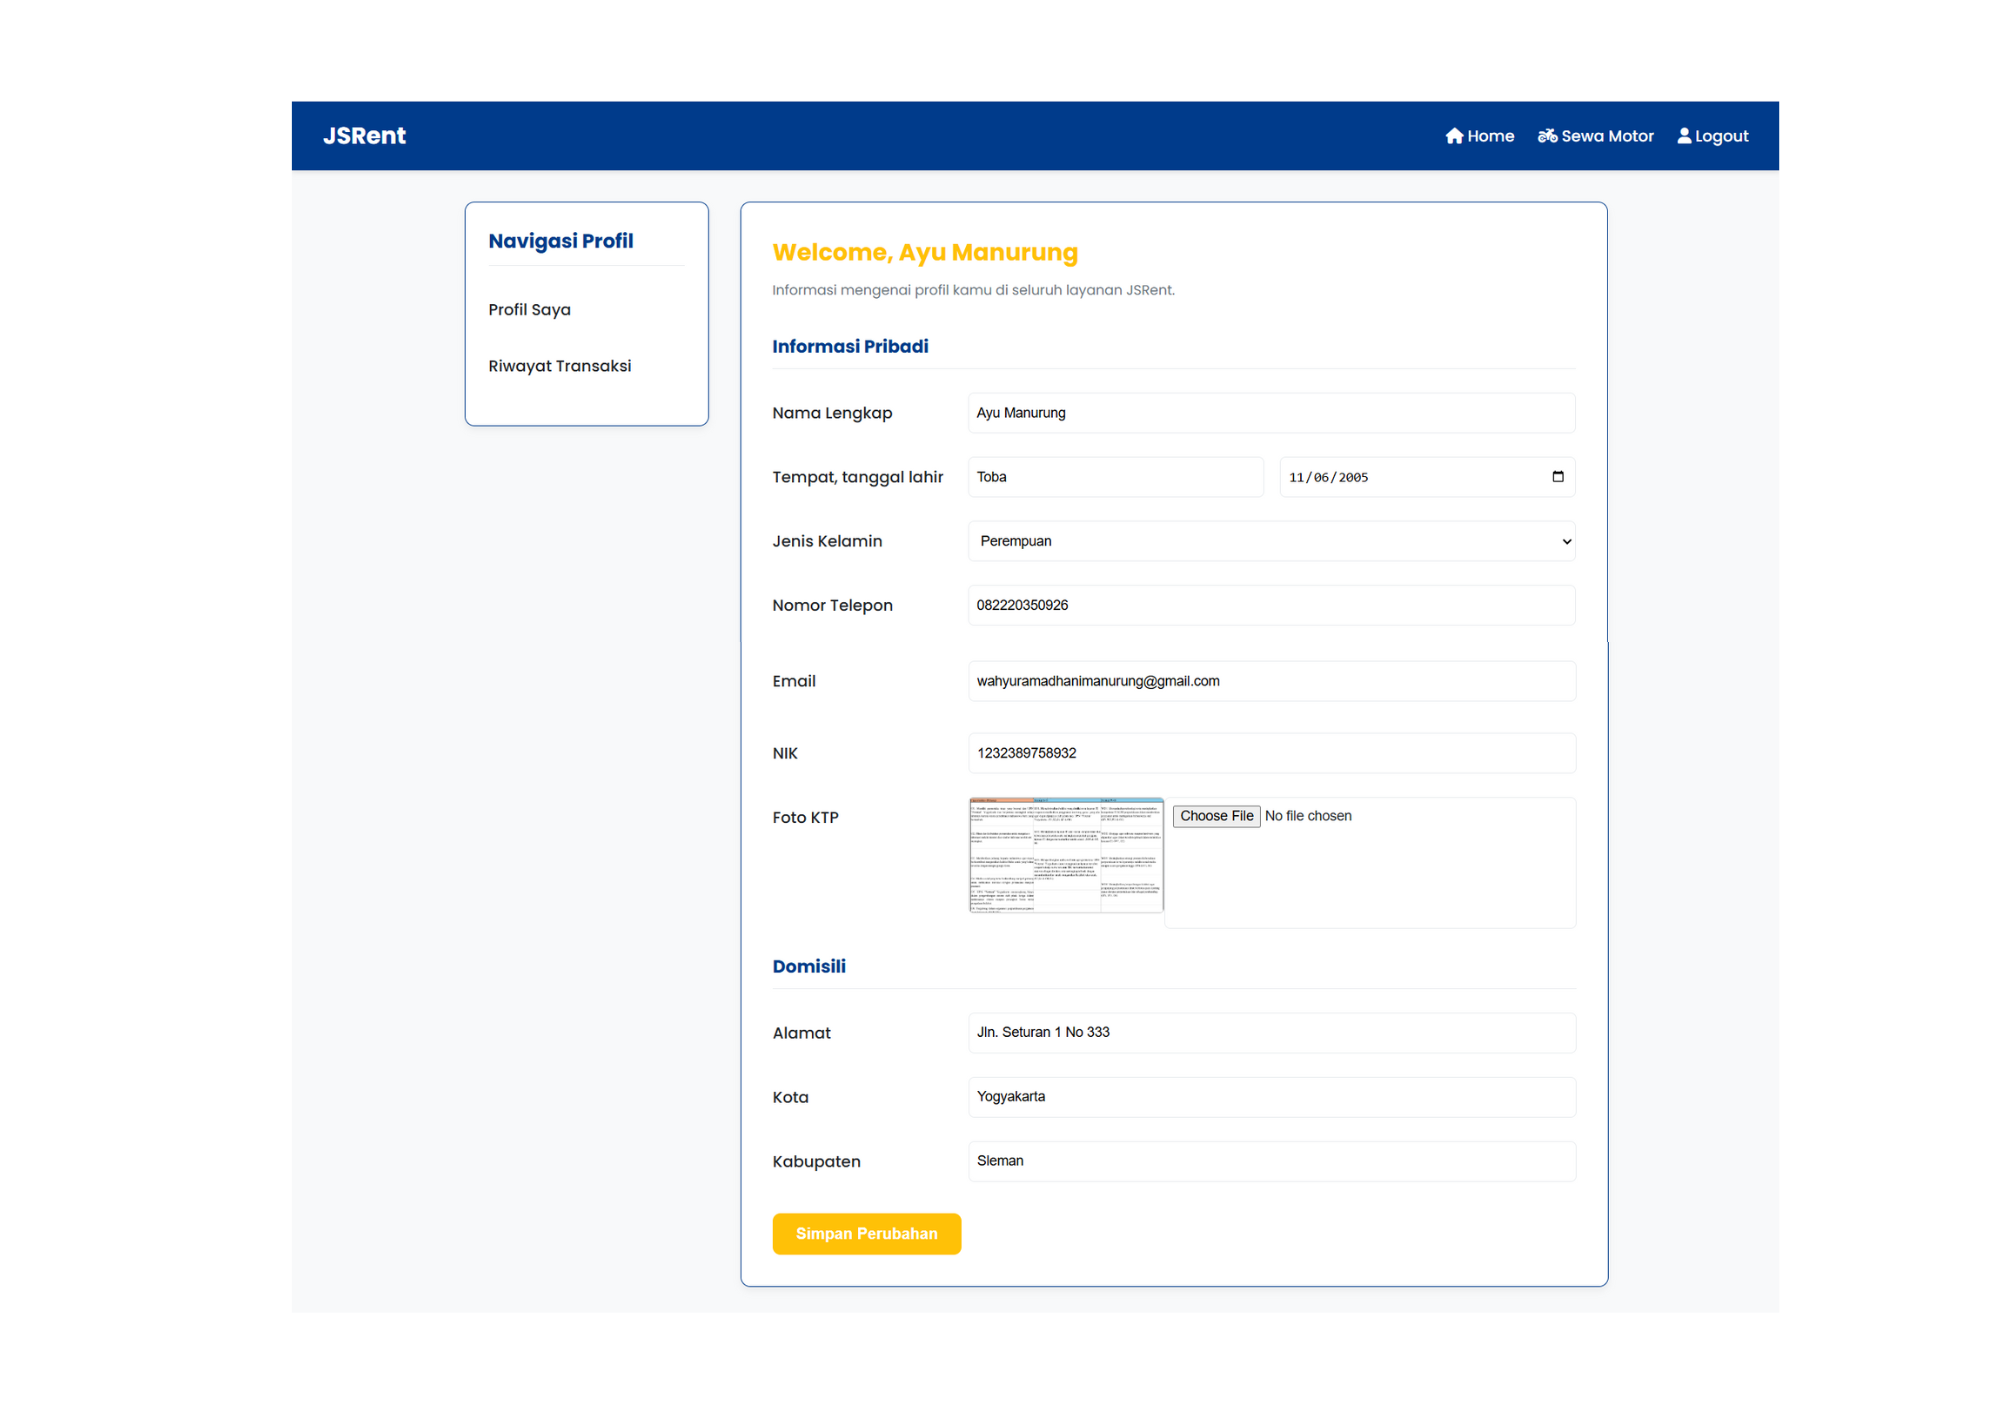 JSRent
Home
Sewa Motor
Logout
Navigasi Profil
Profil Saya
Riwayat Transaksi
Welcome, Ayu Manurung
Informasi mengenai profil kamu di seluruh layanan JSRent.
Informasi Pribadi
Nama Lengkap
Ayu Manurung
Tempat, tanggal lahir
Toba
11/06/2005
Jenis Kelamin
Perempuan
Nomor Telepon
082220350926
Email
wahyuramadhanimanurung@gmail.com
NIK
1232389758932
Foto KTP
Choose File No file chosen
Domisili
Alamat
Jln. Seturan 1 No 333
Kota
Yogyakarta
Kabupaten
Sleman
Simpan Perubahan